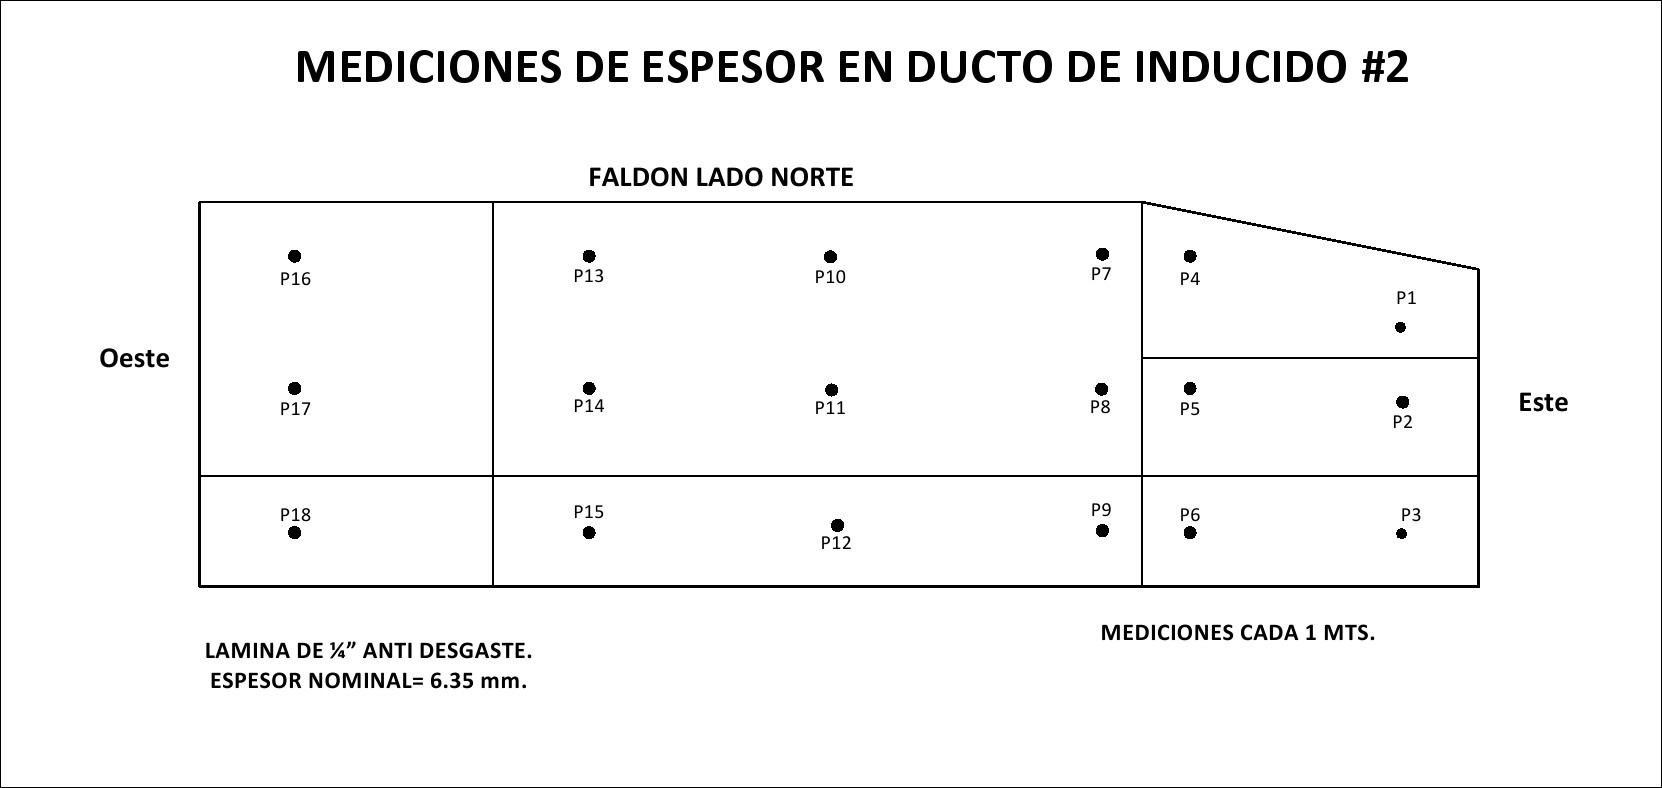 MEDICIONES DE ESPESOR EN DUCTO DE INDUCIDO #2
FALDON LADO NORTE
P16
P13
P10
P7
P4
P1
Oeste
P17
P14
P11
P8
P5
P2
Este
P18
P15
P12
P9
P6
P3
MEDICIONES CADA 1 MTS.
LAMINA DE ¼” ANTI DESGASTE.
ESPESOR NOMINAL= 6.35 mm.